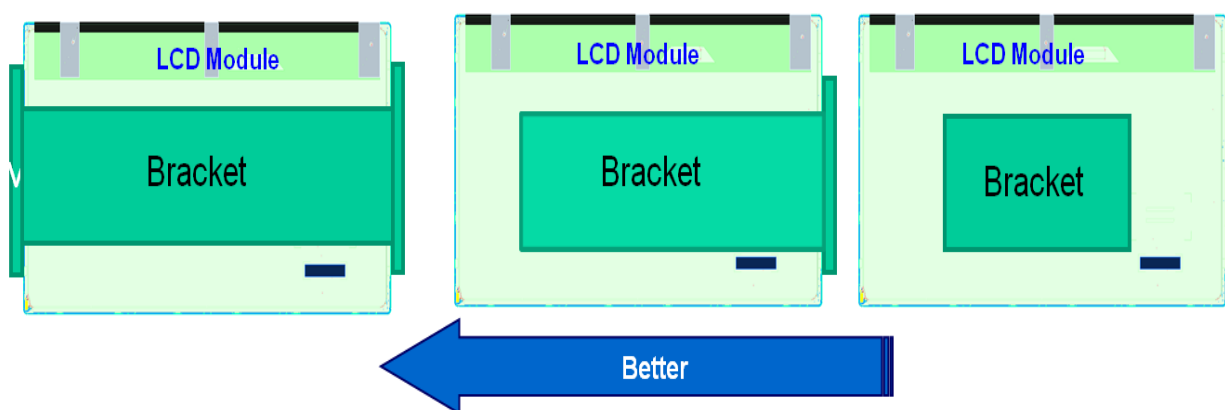 LCD Module
Bracket
LCD Module
Bracket
LCD Module
Bracket
Better